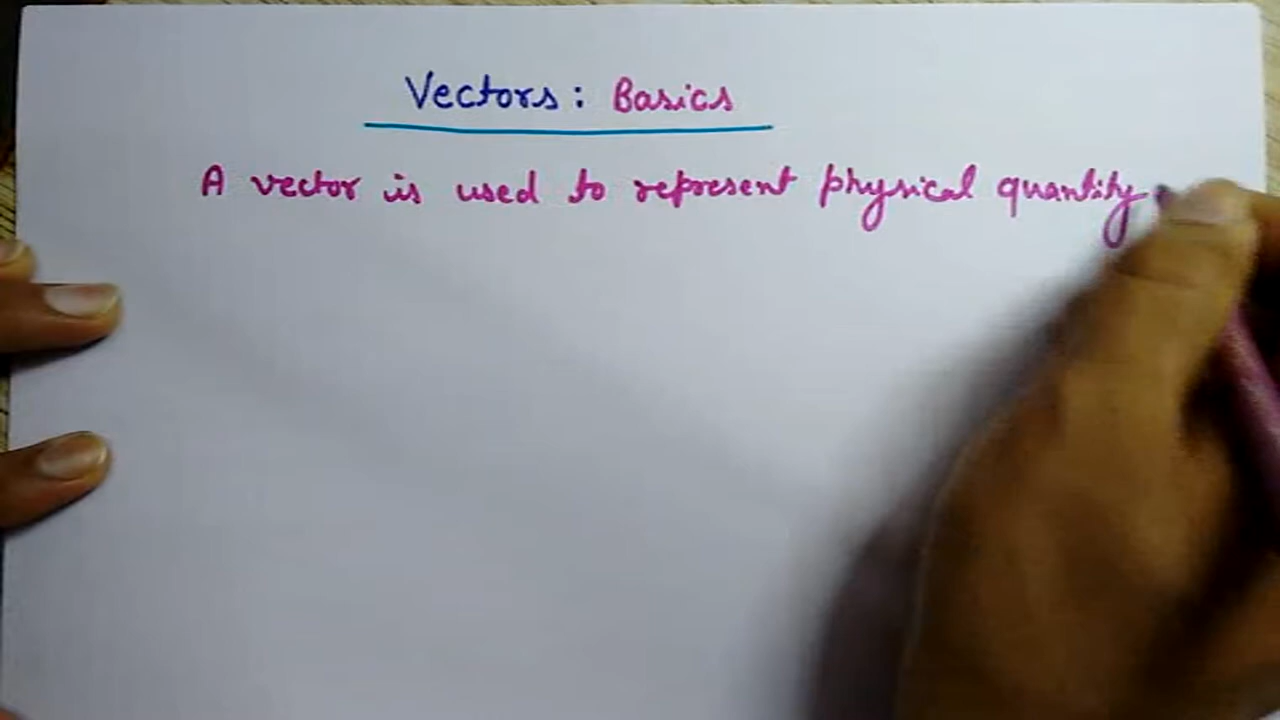 Vectors: Basics
A vector is used to represent physical quantity